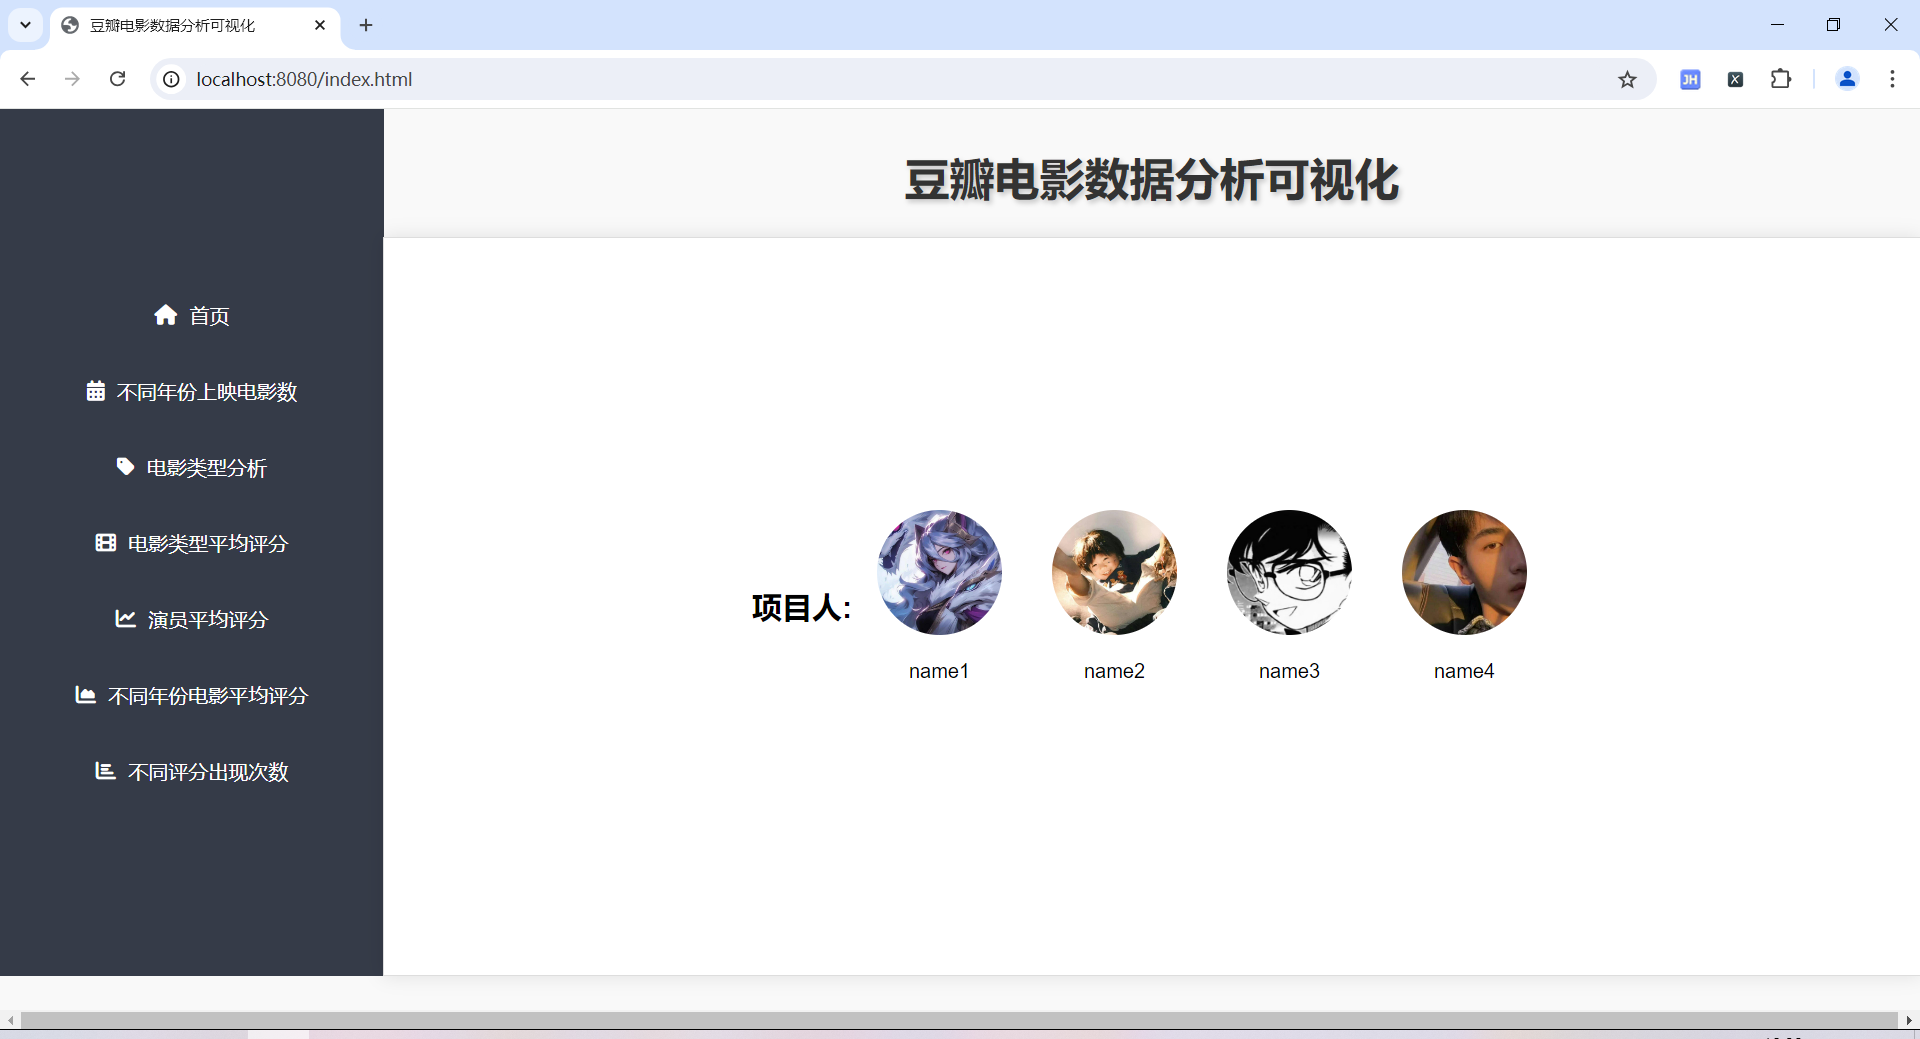 豆瓣电影数据分析可视化
localhost:8080/index.html
JH
X
豆瓣电影数据分析可视化
首页
不同年份上映电影数
电影类型分析
电影类型平均评分
演员平均评分
不同年份电影平均评分
不同评分出现次数
项目人:
name1
name2
name3
name4